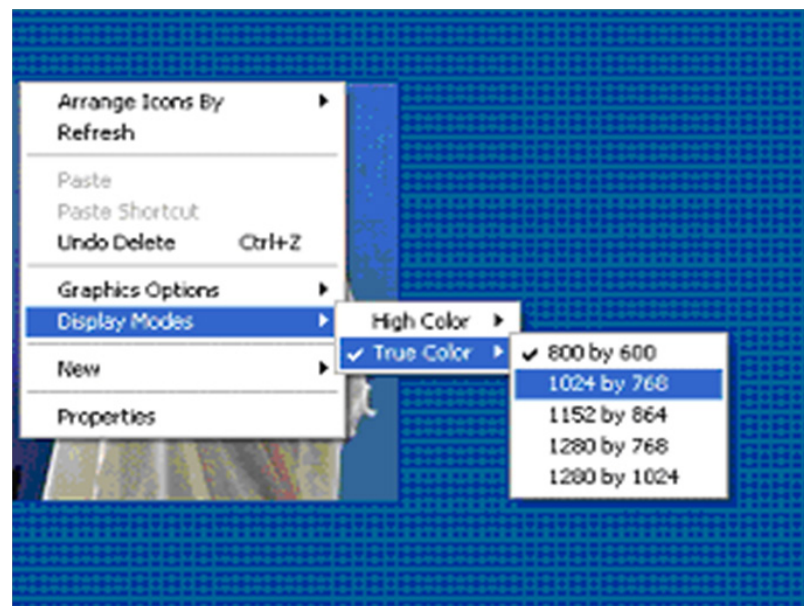 Arrange Icons By
Refresh
Paste
Paste Shortcut
Undo Delete Ctrl+Z
Graphics Options
Display Modes
New
Properties
High Color
True Color
800 by 600
1024 by 768
1152 by 864
1280 by 768
1280 by 1024